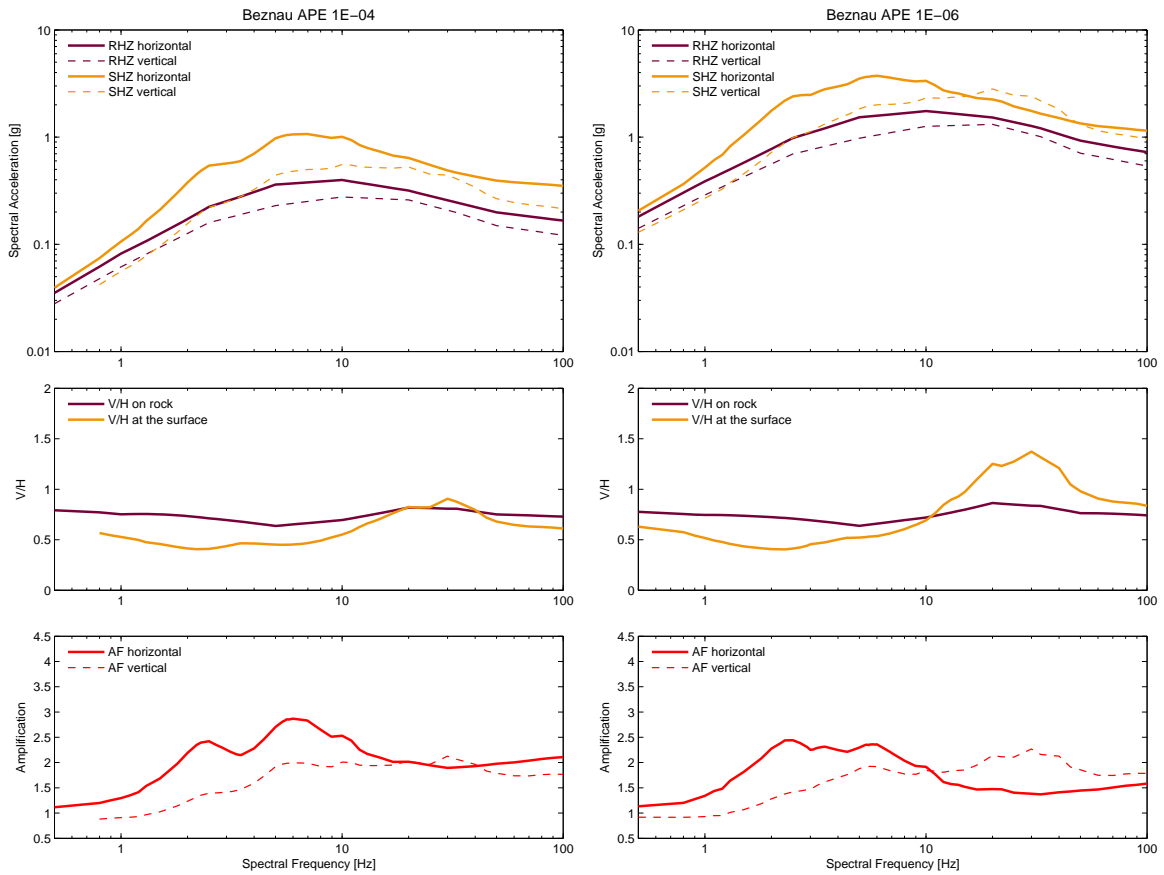 Beznau APE 1E−04
10
1
0.1
0.01
Spectral Acceleration [g]
RHZ horizontal
RHZ vertical
SHZ horizontal
SHZ vertical
1
10
100
Beznau APE 1E−06
10
1
0.1
0.01
Spectral Acceleration [g]
RHZ horizontal
RHZ vertical
SHZ horizontal
SHZ vertical
1
10
100
2
1.5
1
0.5
0
V/H
V/H on rock
V/H at the surface
1
10
100
2
1.5
1
0.5
0
V/H
V/H on rock
V/H at the surface
1
10
100
4.5
4
3.5
3
2.5
2
1.5
1
0.5
Amplification
AF horizontal
AF vertical
1
10
100
Spectral Frequency [Hz]
4.5
4
3.5
3
2.5
2
1.5
1
0.5
Amplification
AF horizontal
AF vertical
1
10
100
Spectral Frequency [Hz]